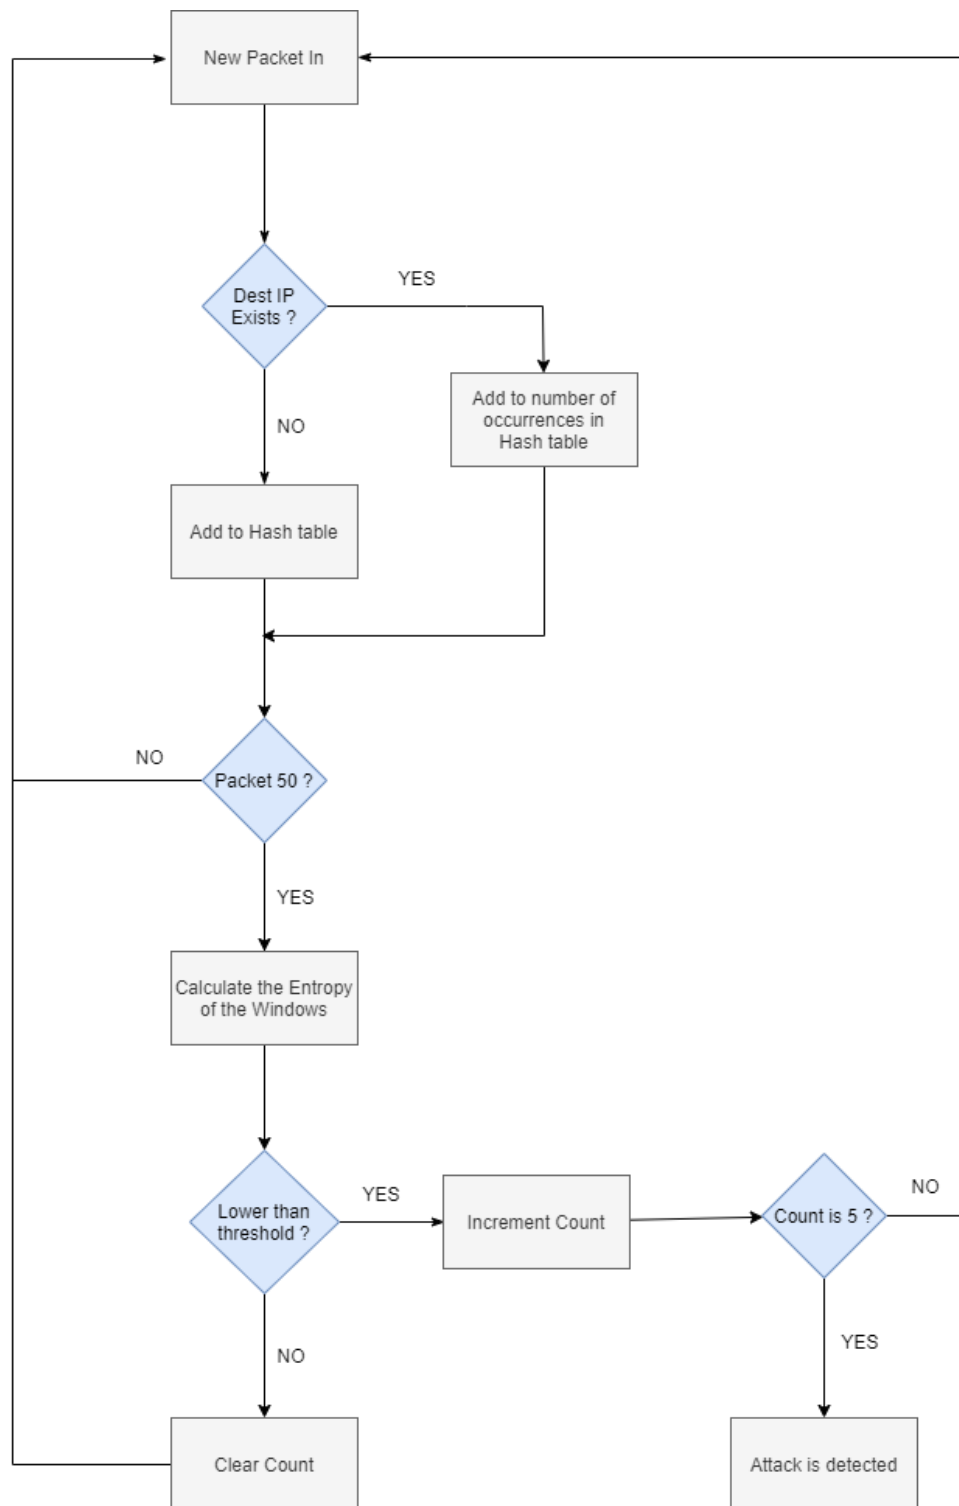 New Packet In
YES
Dest IP
Exists ?
Add to number of
occurrences in
Hash table
NO
Add to Hash table
NO
Packet 50 ?
YES
Calculate the Entropy
of the Windows
Lower than
threshold ?
YES
Increment Count
Count is 5 ?
NO
NO
YES
Clear Count
Attack is detected